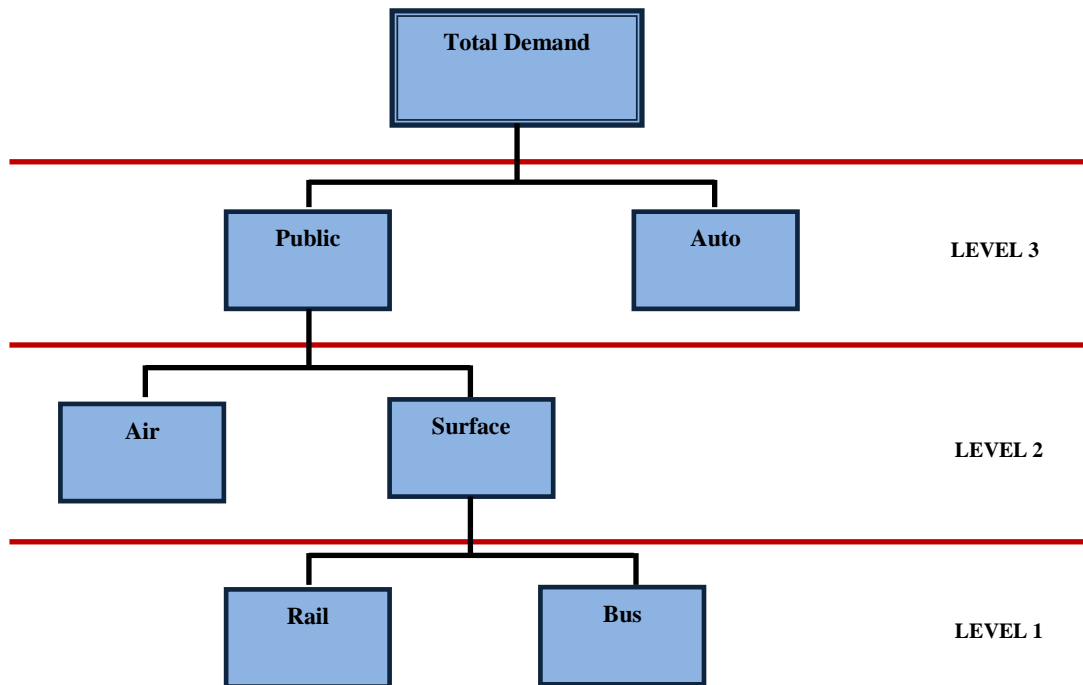 Total Demand
Public
Auto
LEVEL 3
Air
Surface
LEVEL 2
Rail
Bus
LEVEL 1